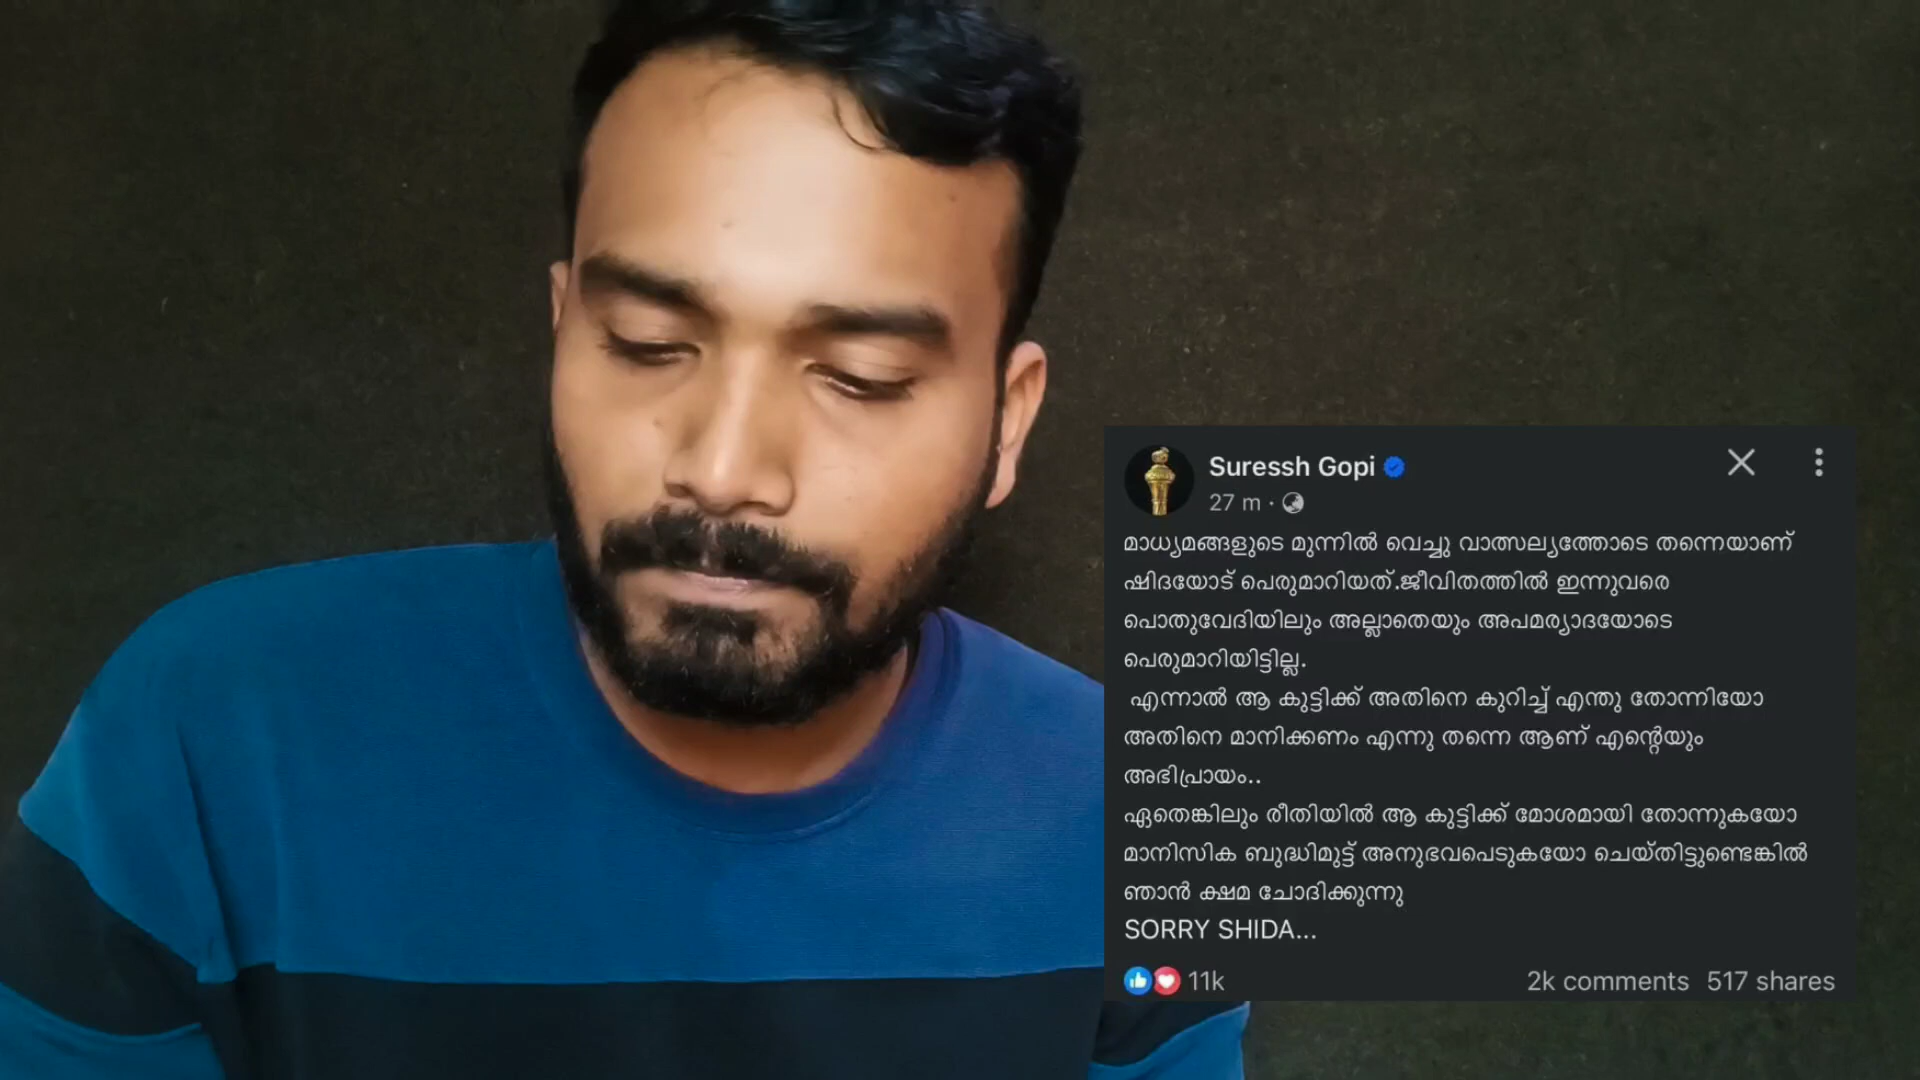 Suressh Gopi
27 m ·
മാധ്യമങ്ങളുടെ മുന്നിൽ വെച്ചു വാത്സല്യത്തോടെ തന്നെയാണ്
ഷിദയോട് പെരുമാറിയത്.ജീവിതത്തിൽ ഇന്നുവരെ
പൊതുവേദിയിലും അല്ലാതെയും അപമര്യാദയോടെ
പെരുമാറിയിട്ടില്ല.
എന്നാൽ ആ കുട്ടിക്ക് അതിനെ കുറിച്ച് എന്തു തോന്നിയോ
അതിനെ മാനിക്കണം എന്നു തന്നെ ആണ് എന്റെയും
അഭിപ്രായം..
ഏതെങ്കിലും രീതിയിൽ ആ കുട്ടിക്ക് മോശമായി തോന്നുകയോ
മാനിസിക ബുദ്ധിമുട്ട് അനുഭവപെടുകയോ ചെയ്തിട്ടുണ്ടെങ്കിൽ
ഞാൻ ക്ഷമ ചോദിക്കുന്നു
SORRY SHIDA...
11k 2k comments 517 shares